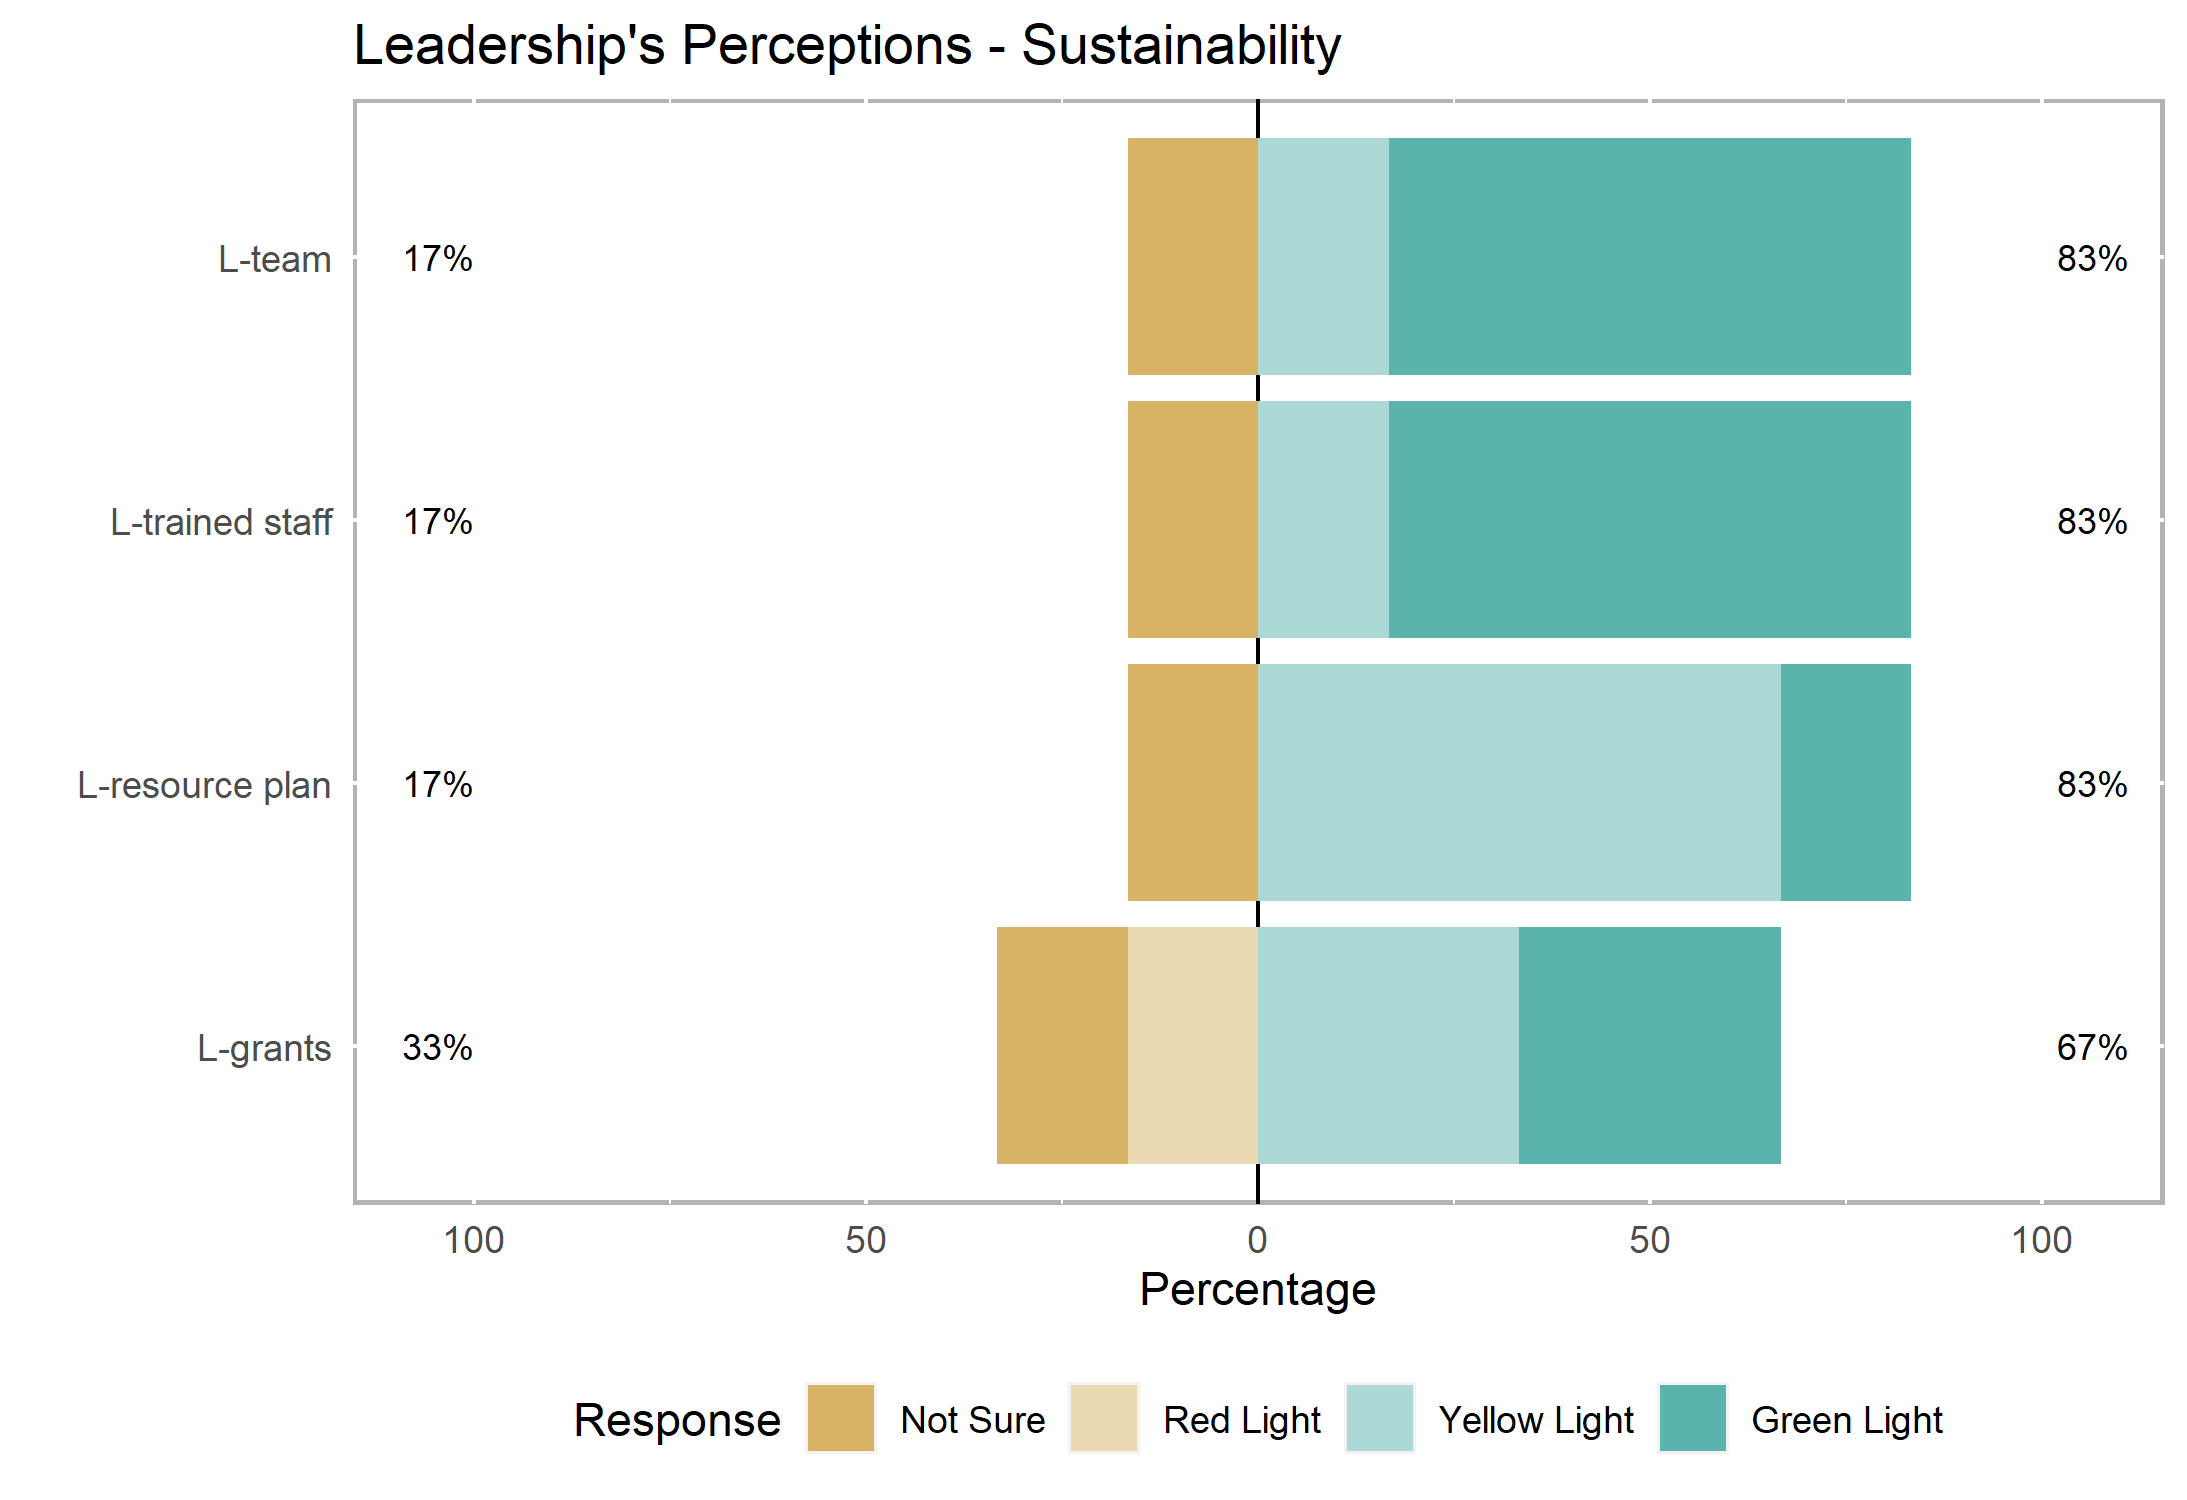 Leadership's Perceptions - Sustainability
L-team 17% 83%
L-trained staff 17% 83%
L-resource plan 17% 83%
L-grants 33% 67%
100 50 0 50 100
Percentage
Response Not Sure Red Light Yellow Light Green Light